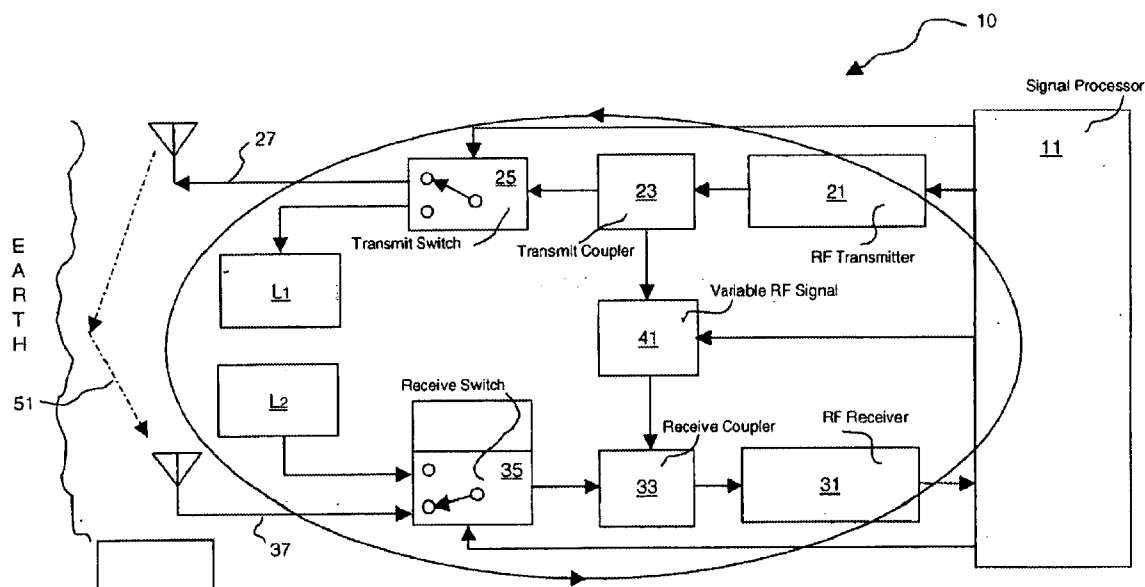 10
Signal Processor
11
27
25
Transmit Switch
23
Transmit Coupler
21
RF Transmitter
EARTH
L1
Variable RF Signal
41
51
L2
Receive Switch
35
Receive Coupler
33
RF Receiver
31
37